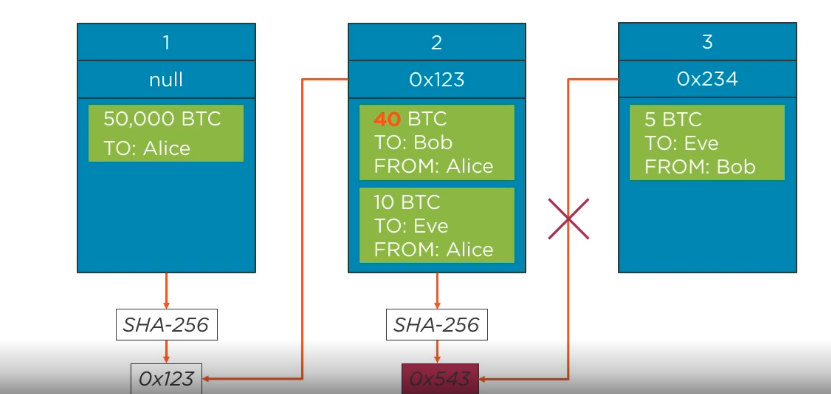 1
null
50,000 BTC
TO: Alice
SHA-256
0x123
2
0x123
40 BTC
TO: Bob
FROM: Alice
10 BTC
TO: Eve
FROM: Alice
SHA-256
0x543
3
0x234
5 BTC
TO: Eve
FROM: Bob